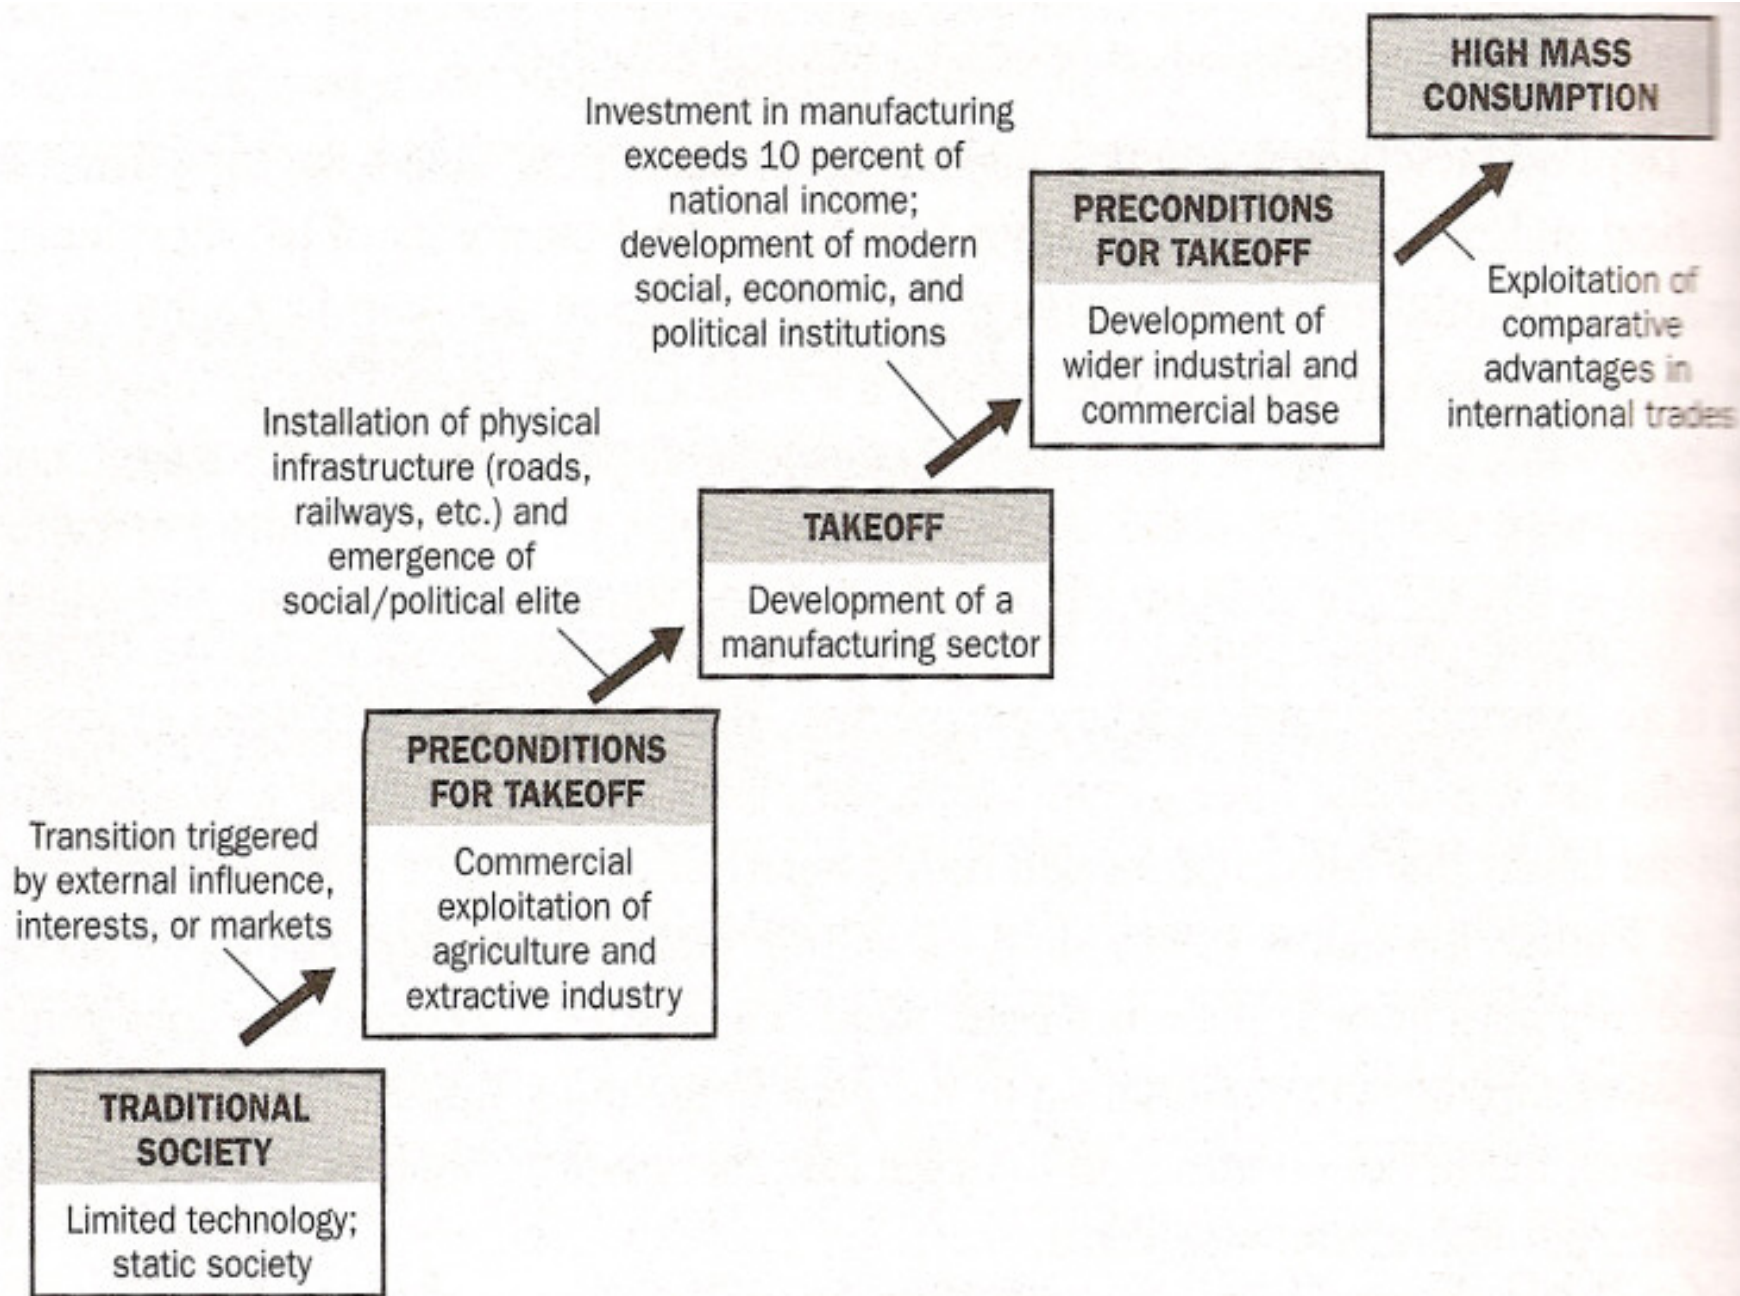 HIGH MASS
CONSUMPTION
Investment in manufacturing
exceeds 10 percent of
national income;
development of modern
social, economic, and
political institutions
PRECONDITIONS
FOR TAKEOFF
Development of
wider industrial and
commercial base
Exploitation of
comparative
advantages in
international trades
Installation of physical
infrastructure (roads,
railways, etc.) and
emergence of
social/political elite
TAKEOFF
Development of a
manufacturing sector
PRECONDITIONS
FOR TAKEOFF
Commercial
exploitation of
agriculture and
extractive industry
Transition triggered
by external influence,
interests, or markets
TRADITIONAL
SOCIETY
Limited technology;
static society